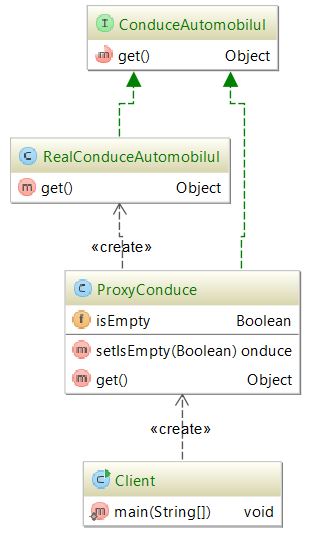 I ConduceAutomobilul
m get() Object
C RealConduceAutomobilul
m get() Object
«create»
C ProxyConduce
f isEmpty Boolean
m setIsEmpty(Boolean) onduce
m get() Object
«create»
C Client
m main(String[]) void